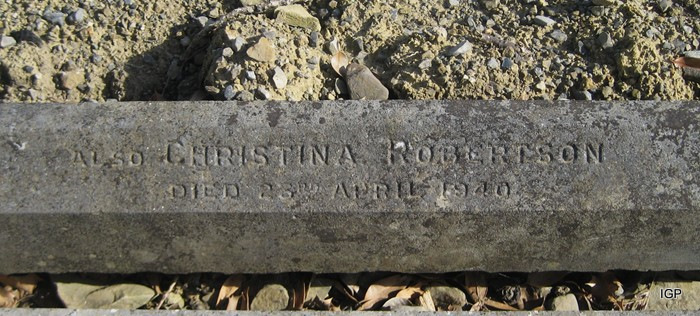 ALSO CHRISTINA ROBERTSON
DIED 23RD APRIL 1940
IGP